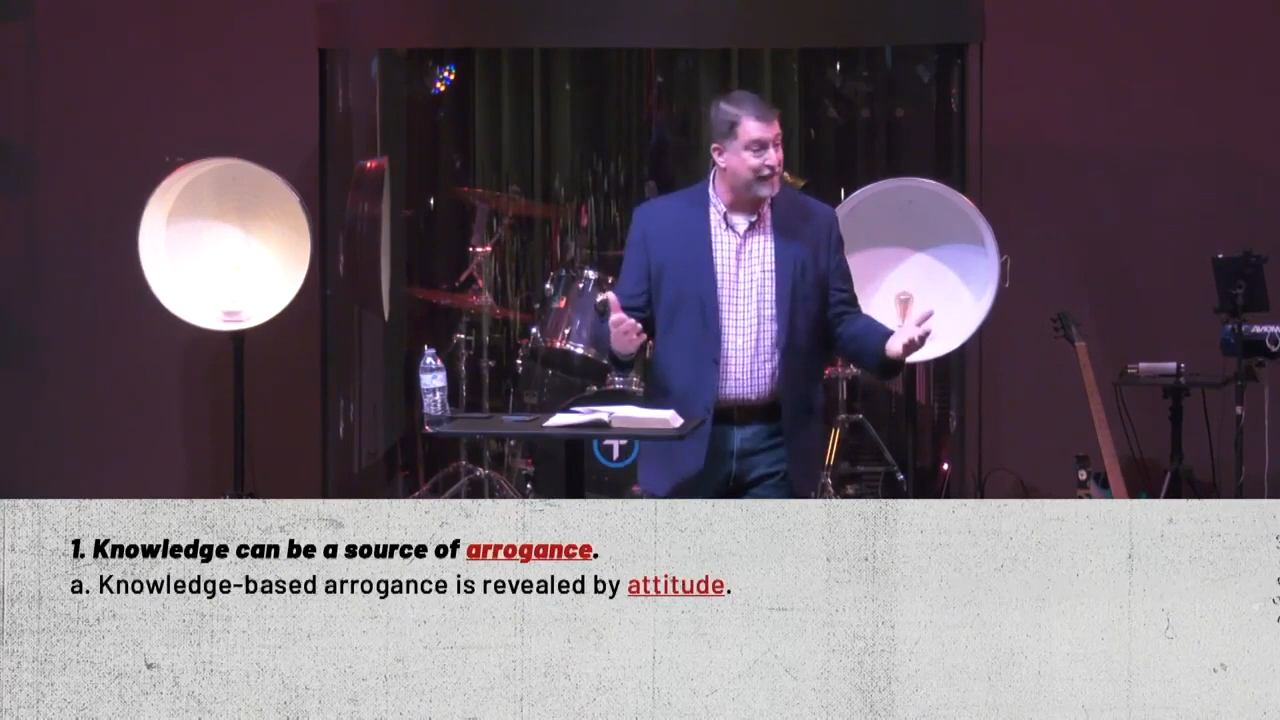 1. Knowledge can be a source of arrogance.
a. Knowledge-based arrogance is revealed by attitude.